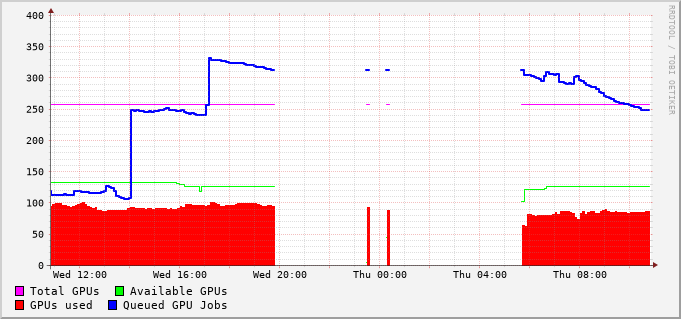 RRDTOOL / TOBI OETIKER
400
350
300
250
200
150
100
50
0
Wed 12:00 Wed 16:00 Wed 20:00 Thu 00:00 Thu 04:00 Thu 08:00
Total GPUs Available GPUs
GPUs used Queued GPU Jobs